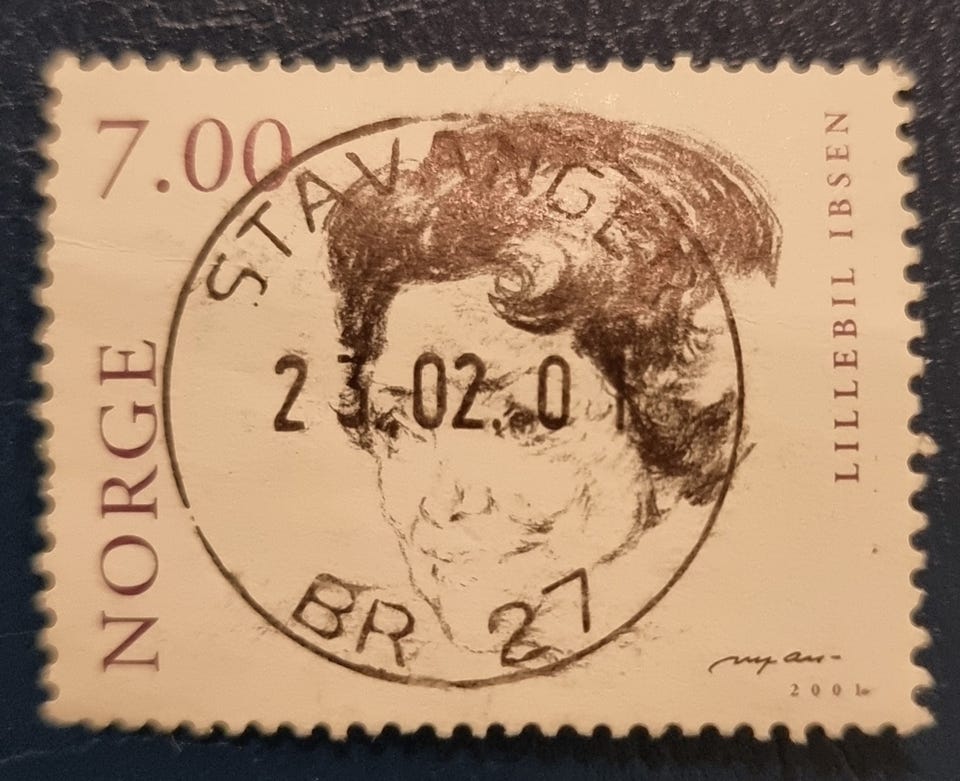 7.00
NORGE
STAVANGER
23.02.01
BR 27
LILLEBIL IBSEN
2001